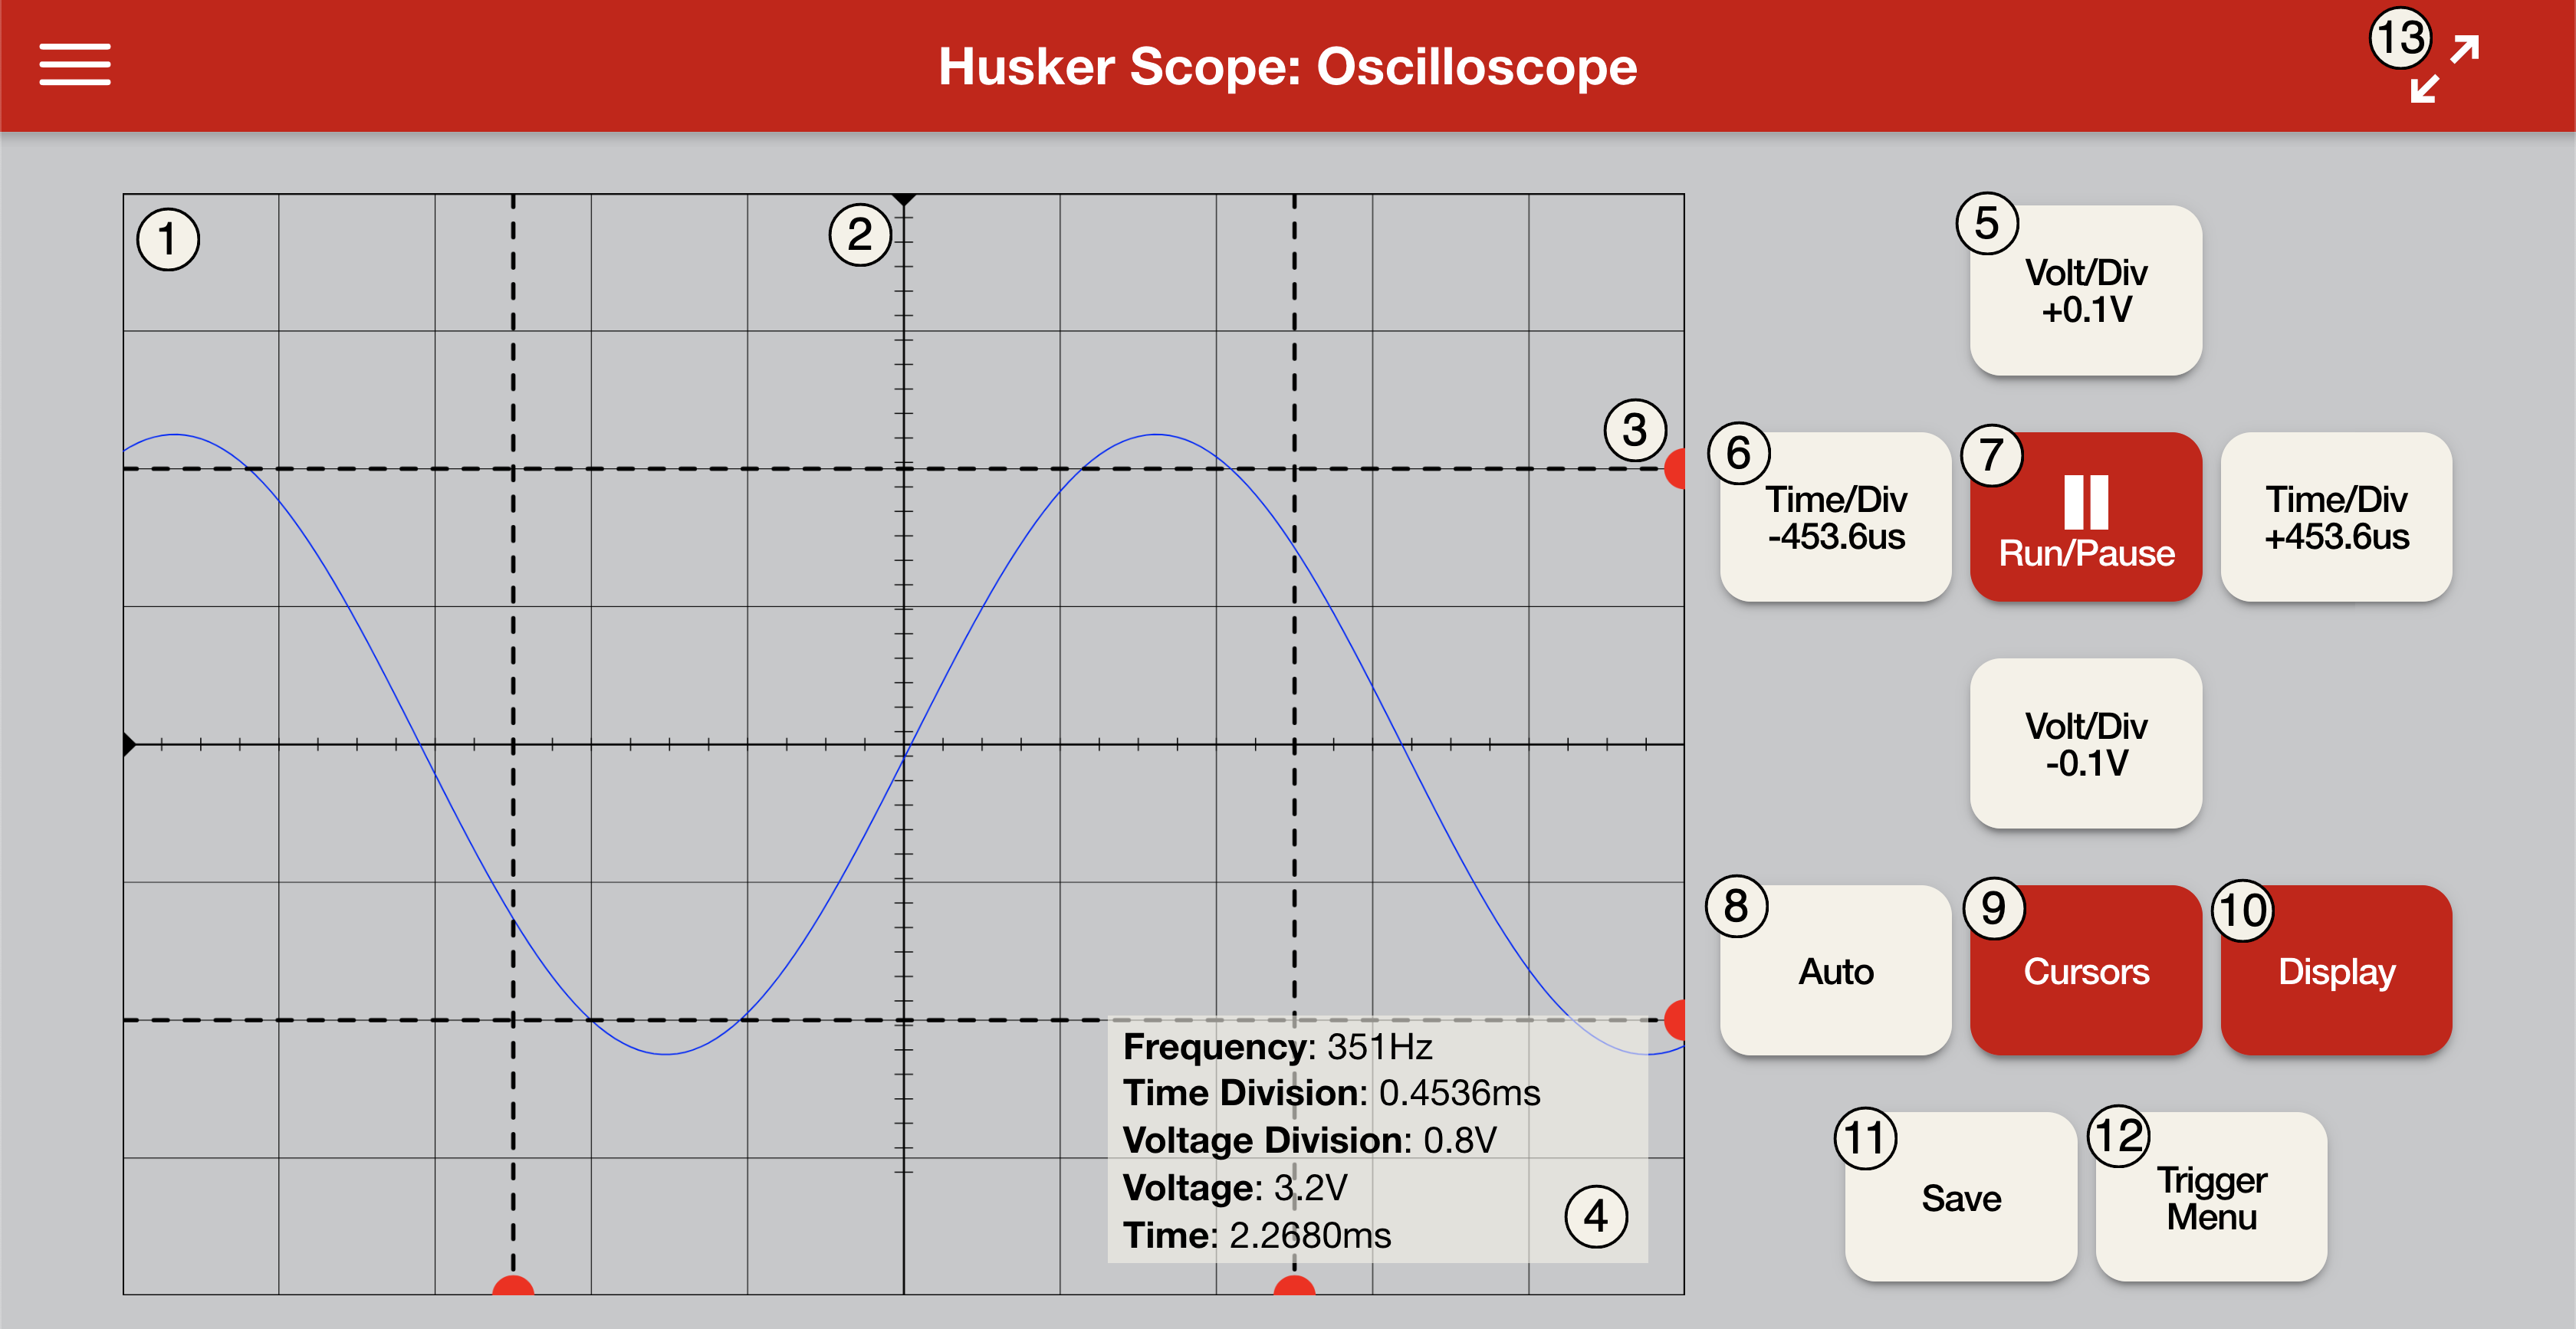 Husker Scope: Oscilloscope
13
1
2
3
Frequency: 351Hz
Time Division: 0.4536ms
Voltage Division: 0.8V
Voltage: 3.2V
Time: 2.2680ms
4
5
Volt/Div
+0.1V
6
Time/Div
-453.6us
7
Run/Pause
Time/Div
+453.6us
Volt/Div
-0.1V
8
Auto
9
Cursors
10
Display
11
Save
12
Trigger
Menu